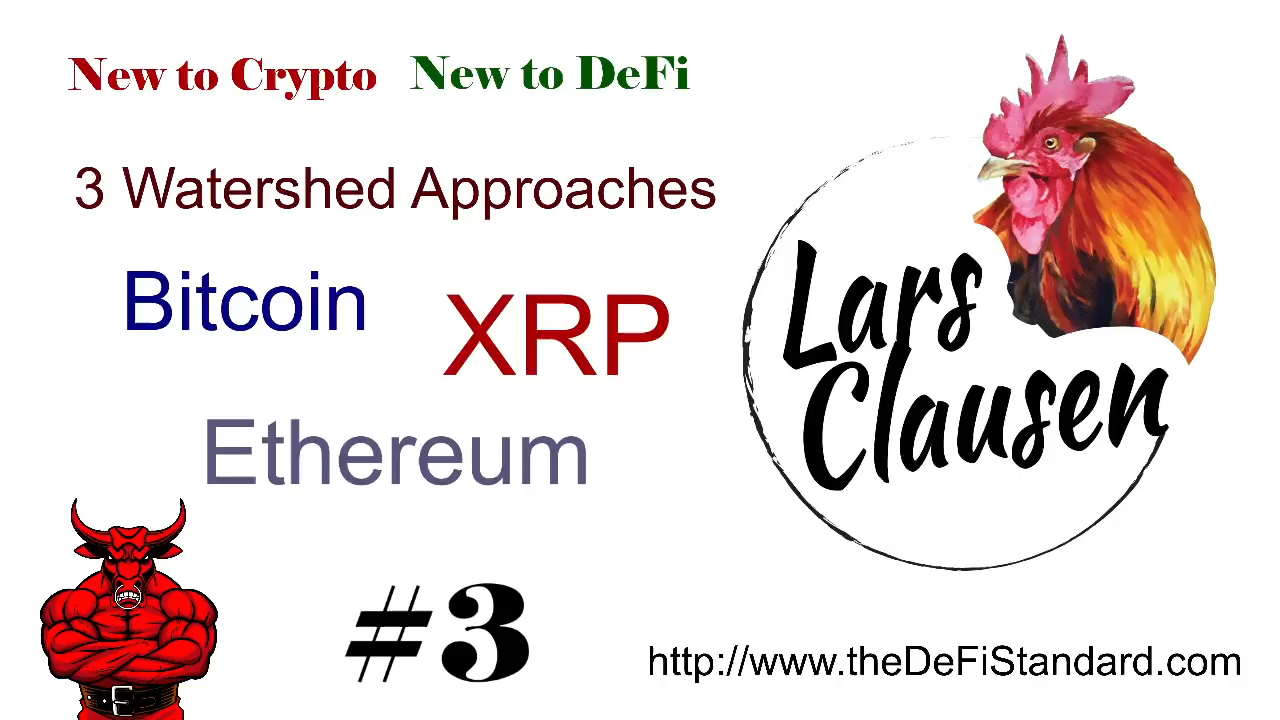 New to Crypto New to DeFi
3 Watershed Approaches
Bitcoin XRP
Ethereum
Lars
Clausen
#3
http://www.theDeFiStandard.com